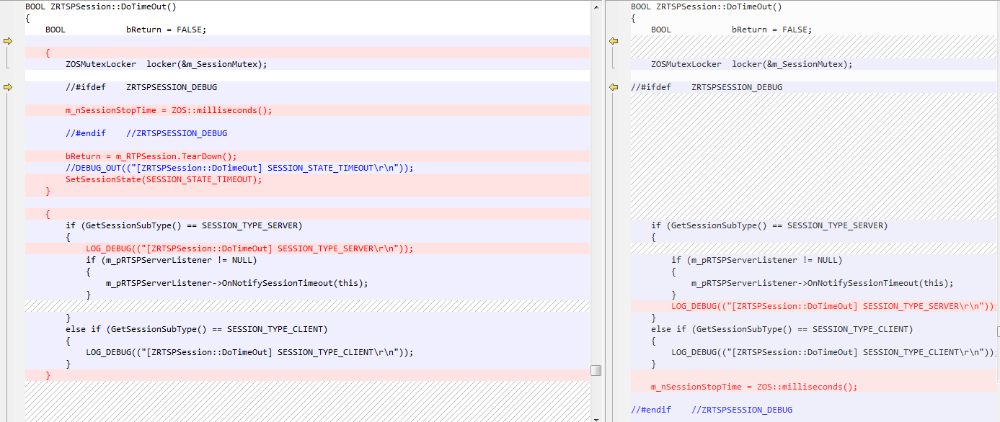 BOOL ZRTSPSession::DoTimeOut()
{
    BOOL            bReturn = FALSE;

    {
        ZOSMutexLocker  locker(&m_SessionMutex);

        //#ifdef    ZRTSPSESSION_DEBUG

        m_nSessionStopTime = ZOS::milliseconds();

        //#endif    //ZRTSPSESSION_DEBUG

        bReturn = m_RTPSession.TearDown();
        //DEBUG_OUT(("[ZRTSPSession::DoTimeOut] SESSION_STATE_TIMEOUT\r\n"));
        SetSessionState(SESSION_STATE_TIMEOUT);
    }

    {
        if (GetSessionSubType() == SESSION_TYPE_SERVER)
        {
            LOG_DEBUG(("[ZRTSPSession::DoTimeOut] SESSION_TYPE_SERVER\r\n"));
            if (m_pRTSPServerListener != NULL)
            {
                m_pRTSPServerListener->OnNotifySessionTimeout(this);
            }
        }
        else if (GetSessionSubType() == SESSION_TYPE_CLIENT)
        {
            LOG_DEBUG(("[ZRTSPSession::DoTimeOut] SESSION_TYPE_CLIENT\r\n"));
        }
    }
BOOL ZRTSPSession::DoTimeOut()
{
    BOOL            bReturn = FALSE;

    ZOSMutexLocker  locker(&m_SessionMutex);

//#ifdef    ZRTSPSESSION_DEBUG

    if (GetSessionSubType() == SESSION_TYPE_SERVER)
    {
        if (m_pRTSPServerListener != NULL)
        {
            m_pRTSPServerListener->OnNotifySessionTimeout(this);
        }
        LOG_DEBUG(("[ZRTSPSession::DoTimeOut] SESSION_TYPE_SERVER\r\n"));
    }
    else if (GetSessionSubType() == SESSION_TYPE_CLIENT)
    {
        LOG_DEBUG(("[ZRTSPSession::DoTimeOut] SESSION_TYPE_CLIENT\r\n"));
    }

    m_nSessionStopTime = ZOS::milliseconds();

//#endif    //ZRTSPSESSION_DEBUG